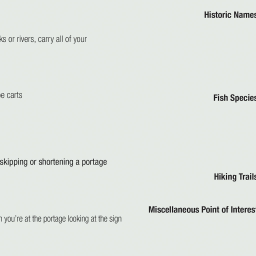 Historic Names
ks or rivers, carry all of your
carts
Fish Species
skipping or shortening a portage
Hiking Trails
Miscellaneous Point of Interest
you're at the portage looking at the sign